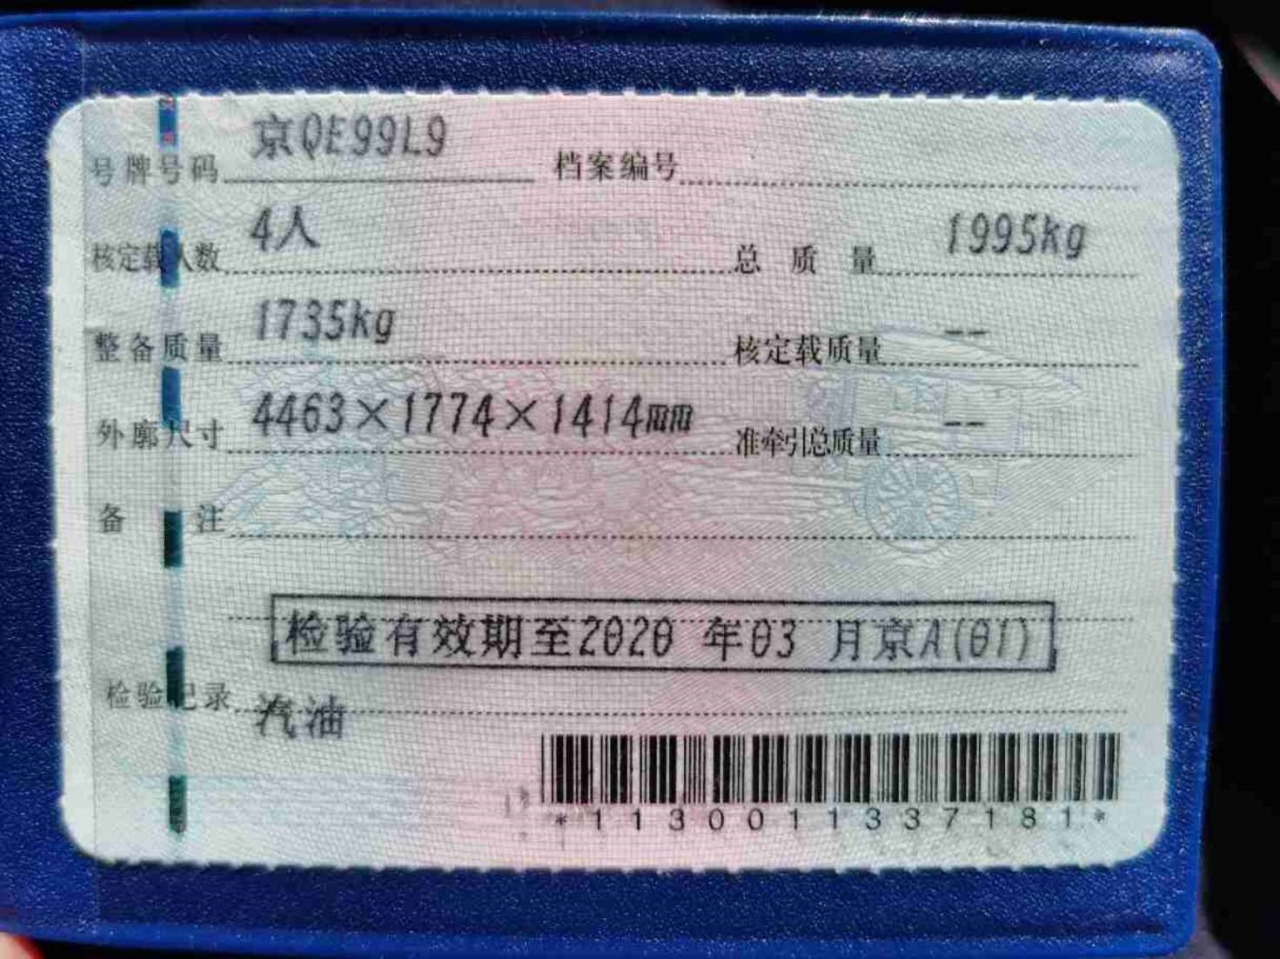 号牌号码 京QE99L9 档案编号
核定载人数 4人 总质量 1995kg
整备质量 1735kg 核定载质量 --
外廓尺寸 4463×1774×1414mm 准牵引总质量 --
备注
检验有效期至2020年03月京A(01)
检验记录
汽油
*1130011337181*